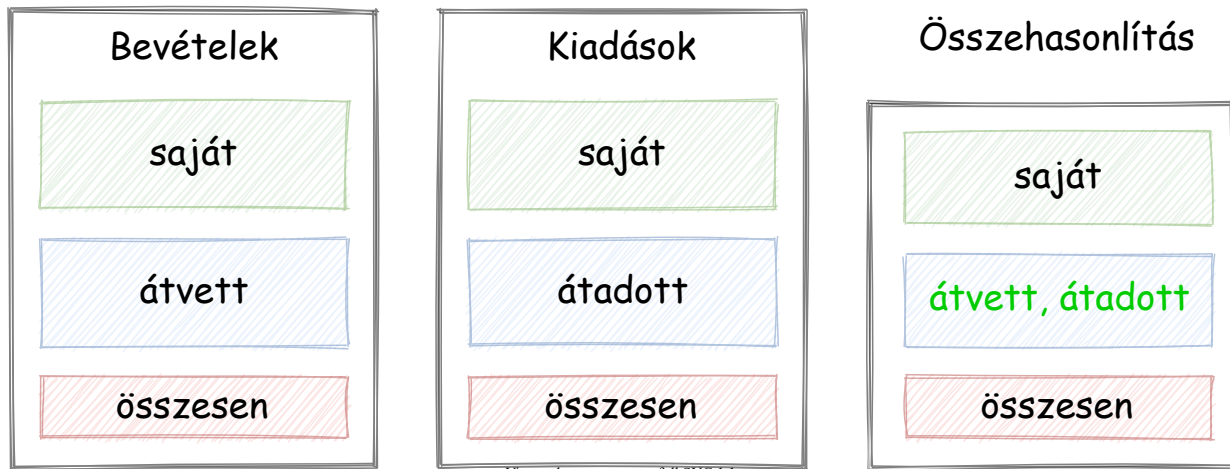 Bevételek
saját
átvett
összesen
Kiadások
saját
átadott
összesen
Összehasonlítás
saját
átvett, átadott
összesen